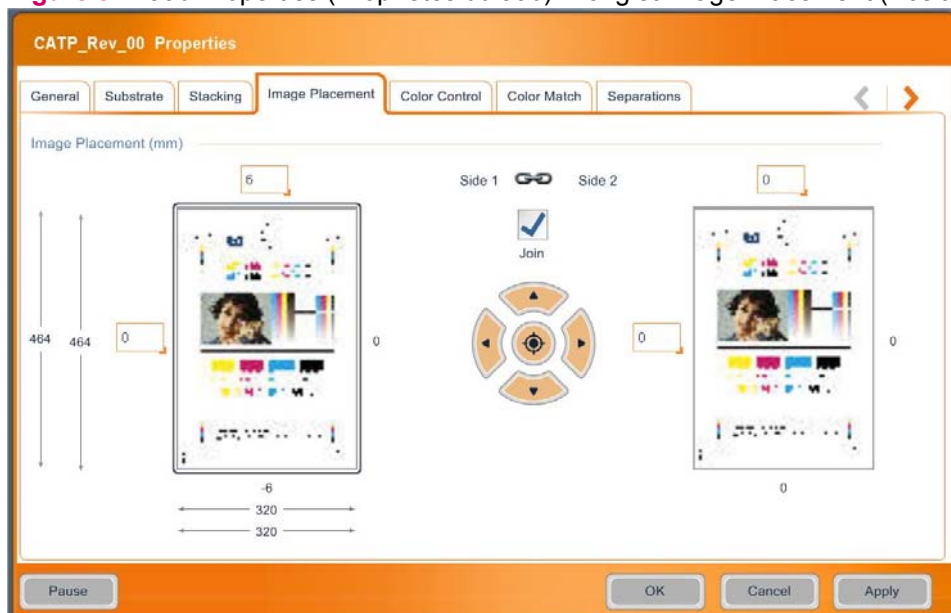 CATP_Rev_00 Properties
General Substrate Stacking Image Placement Color Control Color Match Separations
Image Placement (mm)
6 Side 1 Side 2 0
Join
464 464 0 0 0 0
-6 0
320
320
Pause OK Cancel Apply